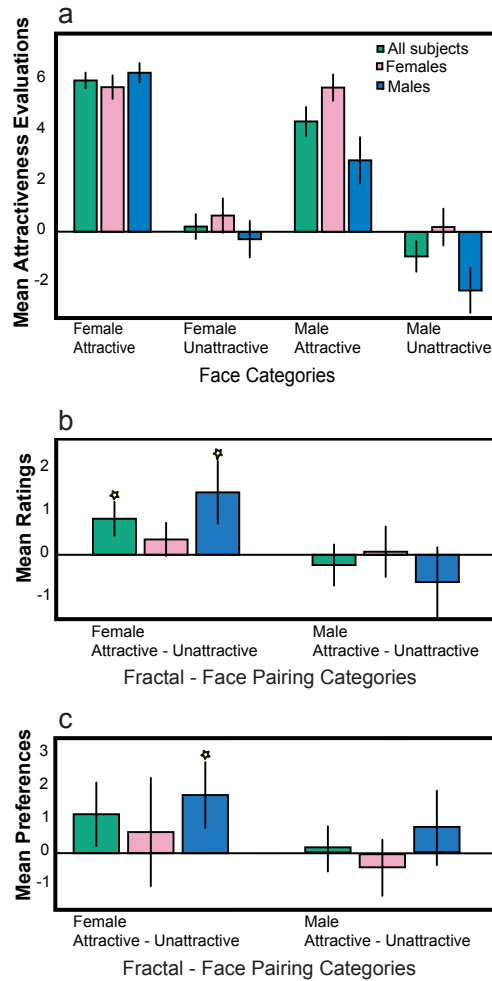 a
Mean Attractiveness Evaluations
6
4
2
0
-2
All subjects
Females
Males
Female
Attractive
Female
Unattractive
Male
Attractive
Male
Unattractive
Face Categories
b
Mean Ratings
2
1
0
-1
Female
Attractive - Unattractive
Male
Attractive - Unattractive
Fractal - Face Pairing Categories
c
Mean Preferences
3
2
1
0
-1
Female
Attractive - Unattractive
Male
Attractive - Unattractive
Fractal - Face Pairing Categories